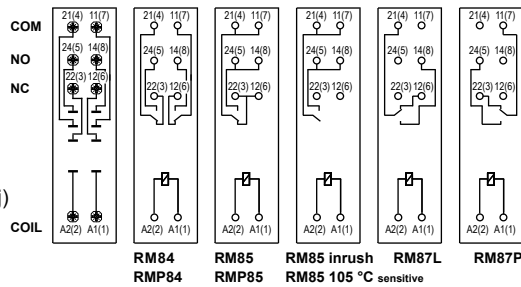 COM 21(4) 11(7) 21(4) 11(7) 21(4) 11(7) 21(4) 11(7) 21(4) 11(7) 21(4) 11(7)
NO 24(5) 14(8) 24(5) 14(8) 24(5) 14(8) 24(5) 14(8) 24(5) 14(8) 24(5) 14(8)
NC 22(3) 12(6) 22(3) 12(6) 22(3) 12(6) 22(3) 12(6) 22(3) 12(6) 22(3) 12(6)
COIL A2(2) A1(1) A2(2) A1(1) A2(2) A1(1) A2(2) A1(1) A2(2) A1(1) A2(2) A1(1)
RM84 RM85 RM85 inrush RM87L RM87P
RMP84 RMP85 RM85 105 °C sensitive